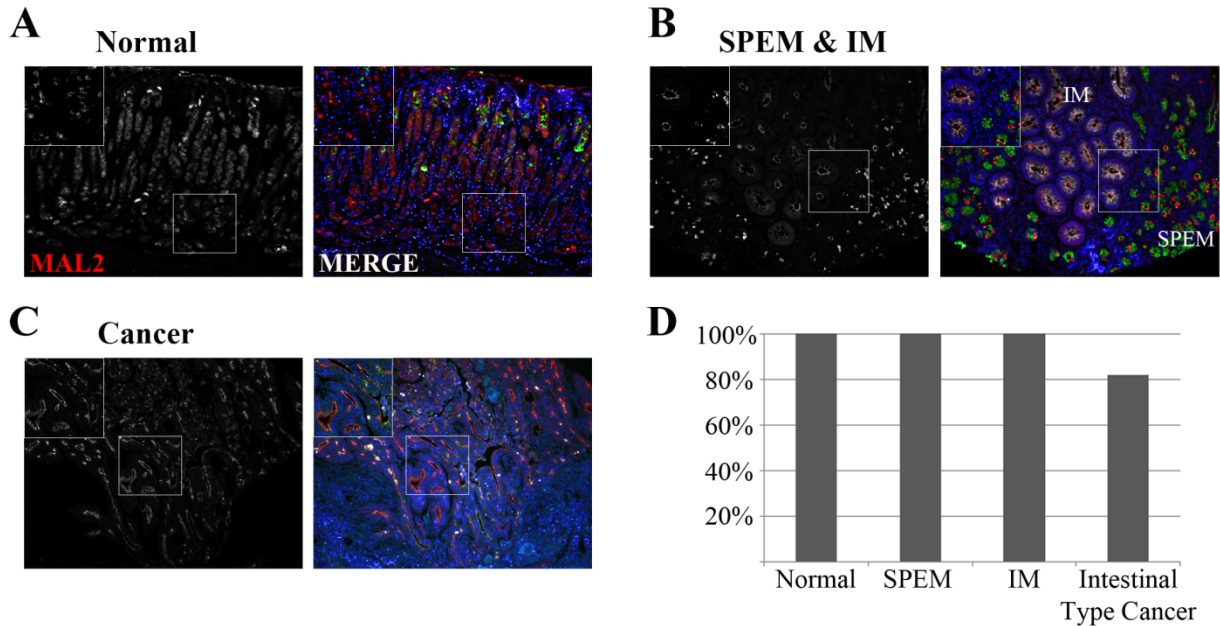 A
Normal
MAL2
MERGE
B
SPEM & IM
IM
SPEM
C
Cancer
D
100%
80%
60%
40%
20%
Normal
SPEM
IM
Intestinal
Type Cancer